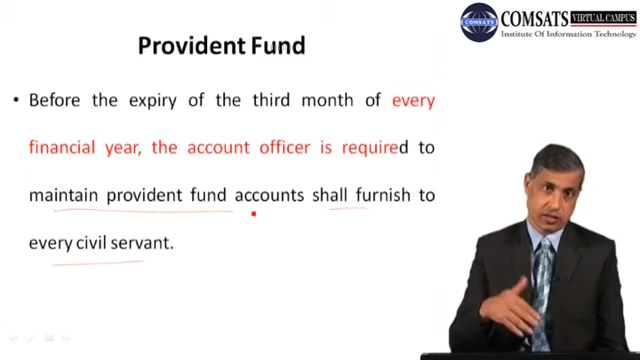 COMSATS VIRTUAL CAMPUS
Institute Of Information Technology
COMSATS
Provident Fund
• Before the expiry of the third month of every
financial year, the account officer is required to
maintain provident fund accounts shall furnish to
every civil servant.